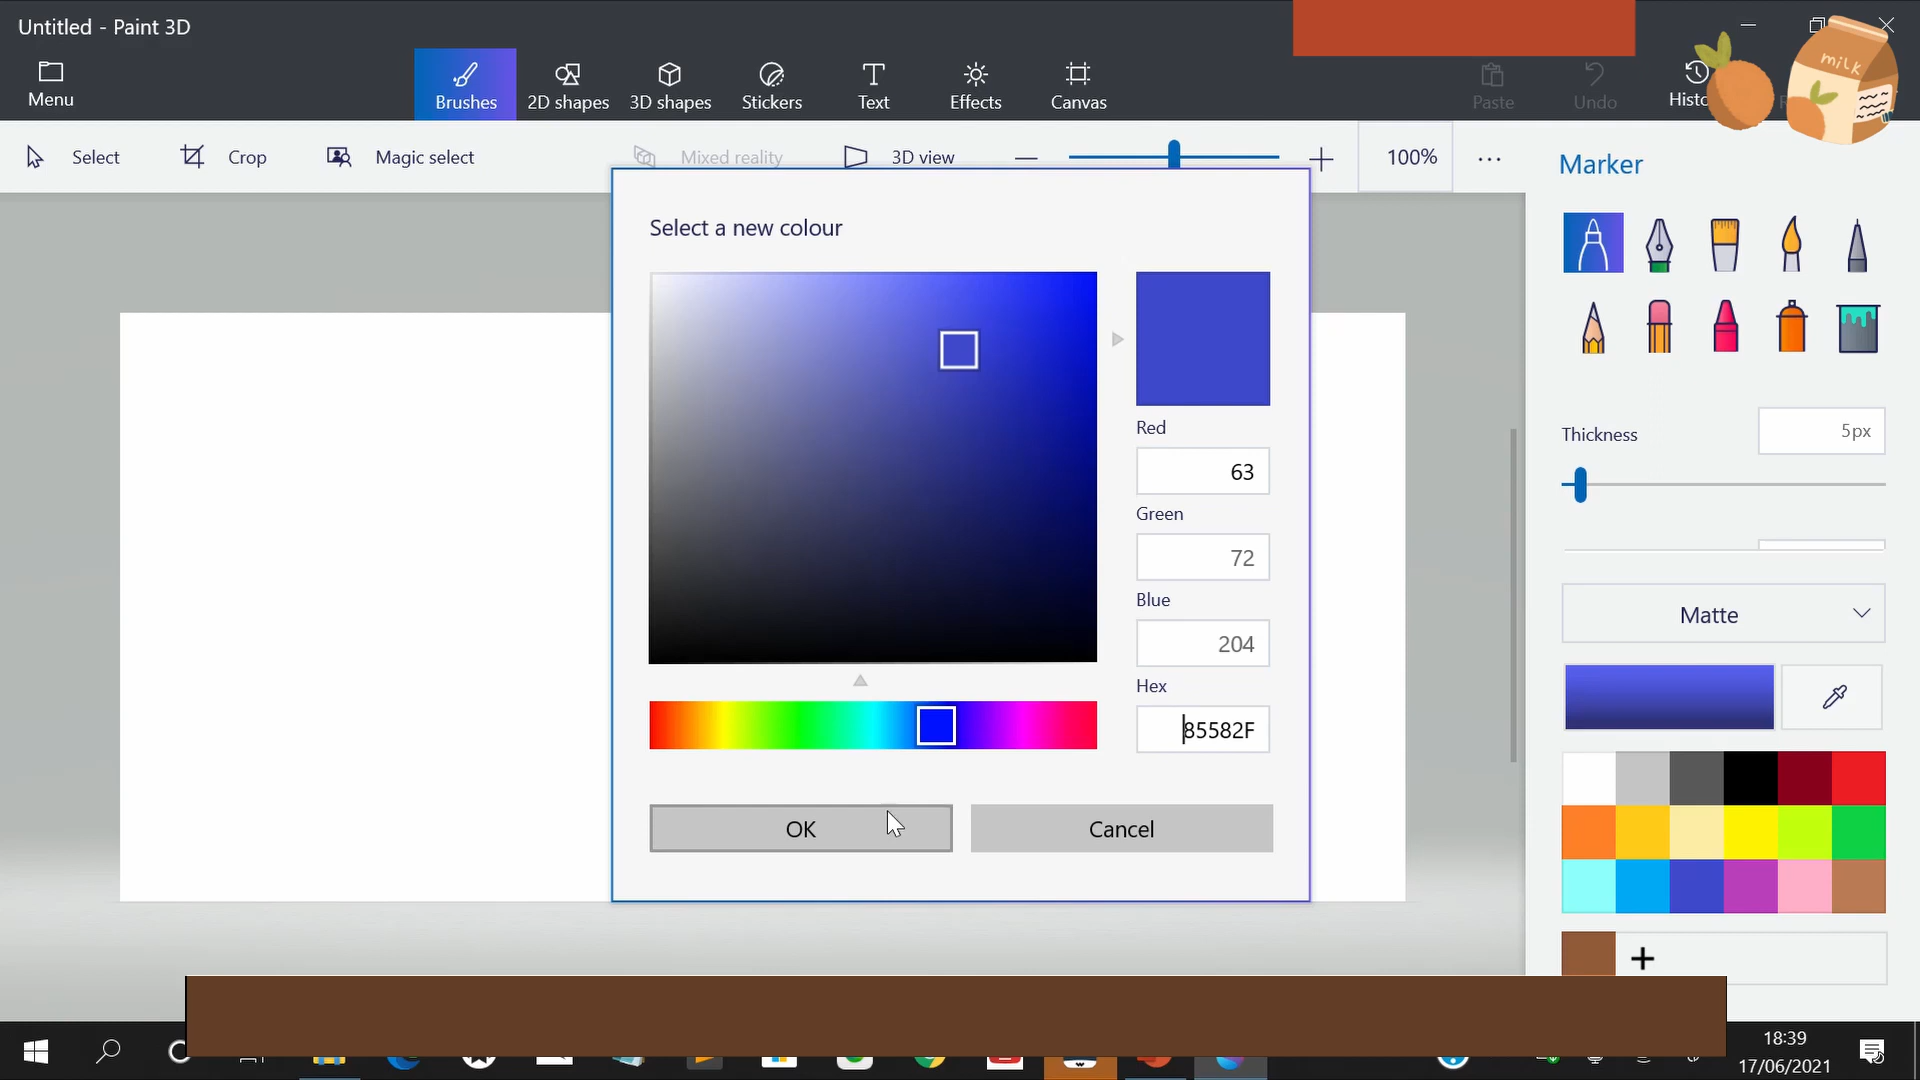 Untitled - Paint 3D
Menu
Brushes
2D shapes
3D shapes
Stickers
Text
Effects
Canvas
Paste
Undo
milk
Select
Crop
Magic select
Mixed reality
3D view
100%
Marker
Select a new colour
Red
63
Green
72
Blue
204
Hex
85582F
OK
Cancel
Thickness
5px
Matte
18:39
17/06/2021